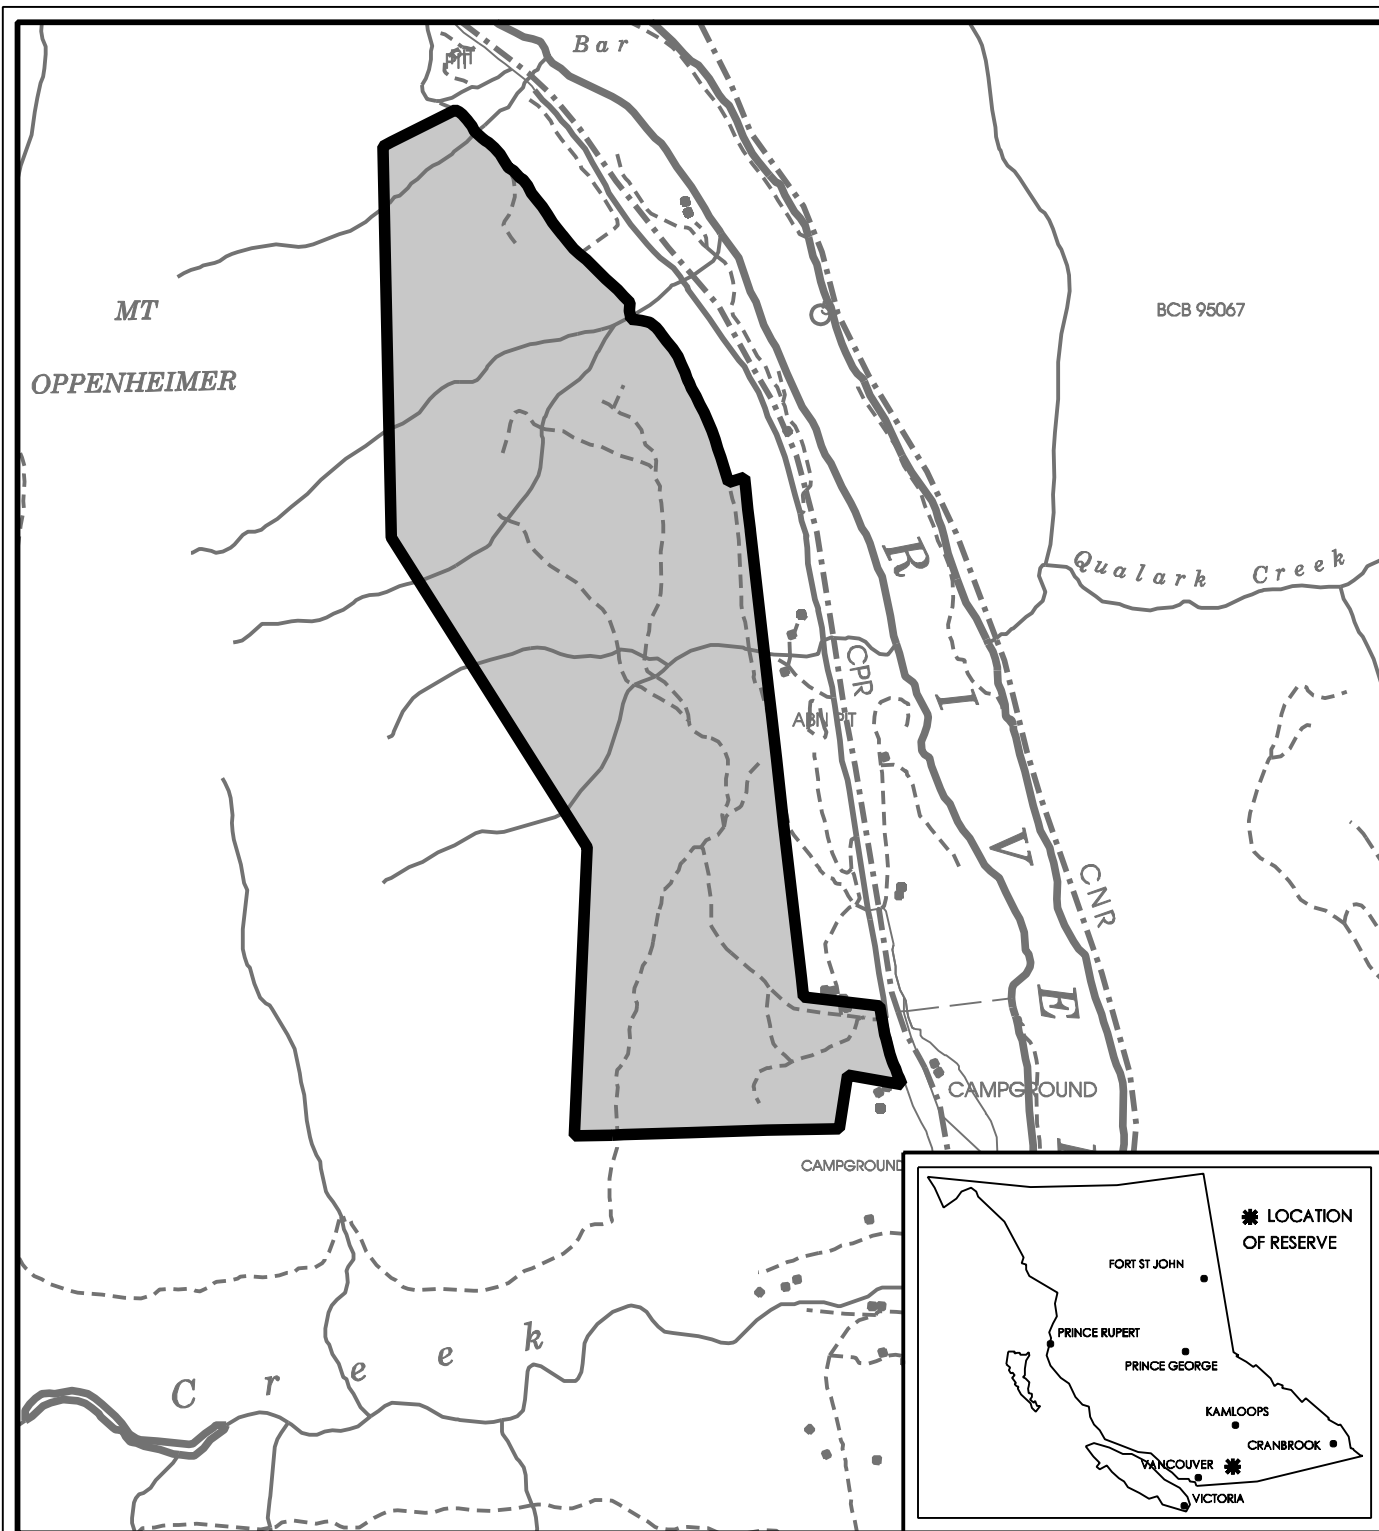 Bar
BCB 95067
MT
OPPENHEIMER
R
I
V
E
Qualark Creek
CPR
ABN PIT
CNR
CAMPGROUND
CAMPGROUND
Creek
LOCATION
OF RESERVE
FORT ST JOHN
PRINCE RUPERT
PRINCE GEORGE
KAMLOOPS
CRANBROOK
VANCOUVER
VICTORIA